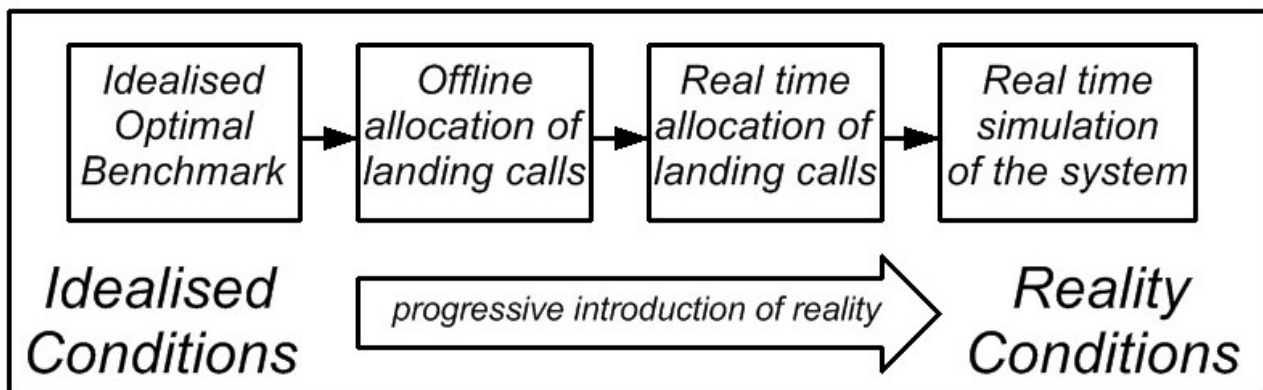 Idealised
Optimal
Benchmark
Offline
allocation of
landing calls
Real time
allocation of
landing calls
Real time
simulation
of the system
Idealised
Conditions
progressive introduction of reality
Reality
Conditions